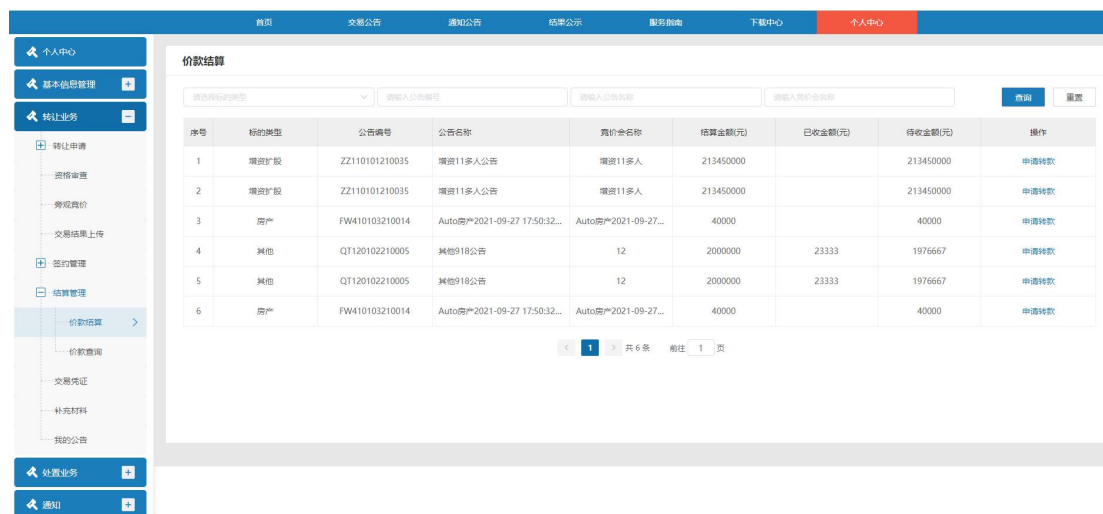 首页 交易公告 通知公告 结果公示 服务指南 下载中心 个人中心
个人中心
基本信息管理
转让业务
转让申请
资格审查
旁观竞价
交易结果上传
签约管理
结算管理
价款结算
价款查询
交易凭证
补充材料
我的公告
处置业务
通知
价款结算
请选择标的类型 请输入公告编号 请输入公告名称 请输入竞价会名称 查询 重置
序号 标的类型 公告编号 公告名称 竞价会名称 结算金额(元) 已收金额(元) 待收金额(元) 操作
1 增资扩股 ZZ110101210035 增资11多人公告 增资11多人 213450000 213450000 申请转款
2 增资扩股 ZZ110101210035 增资11多人公告 增资11多人 213450000 213450000 申请转款
3 房产 FW410103210014 Auto房产2021-09-27 17:50:32... Auto房产2021-09-27... 40000 40000 申请转款
4 其他 QT120102210005 其他918公告 12 2000000 23333 1976667 申请转款
5 其他 QT120102210005 其他918公告 12 2000000 23333 1976667 申请转款
6 房产 FW410103210014 Auto房产2021-09-27 17:50:32... Auto房产2021-09-27... 40000 40000 申请转款
< 1 > 共 6 条 前往 1 页